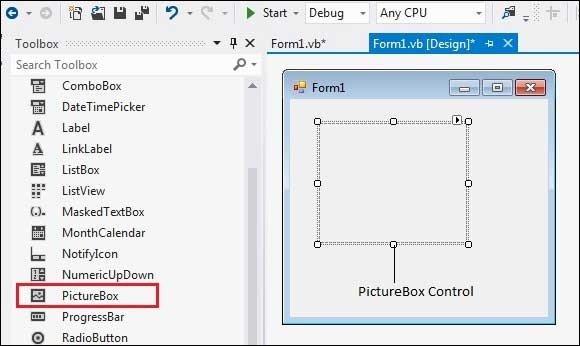 Start Debug Any CPU
Toolbox
Search Toolbox
ComboBox
DateTimePicker
Label
LinkLabel
ListBox
ListView
MaskedTextBox
MonthCalendar
NotifyIcon
NumericUpDown
PictureBox
ProgressBar
RadioButton
Form1.vb* Form1.vb [Design]*
Form1
PictureBox Control